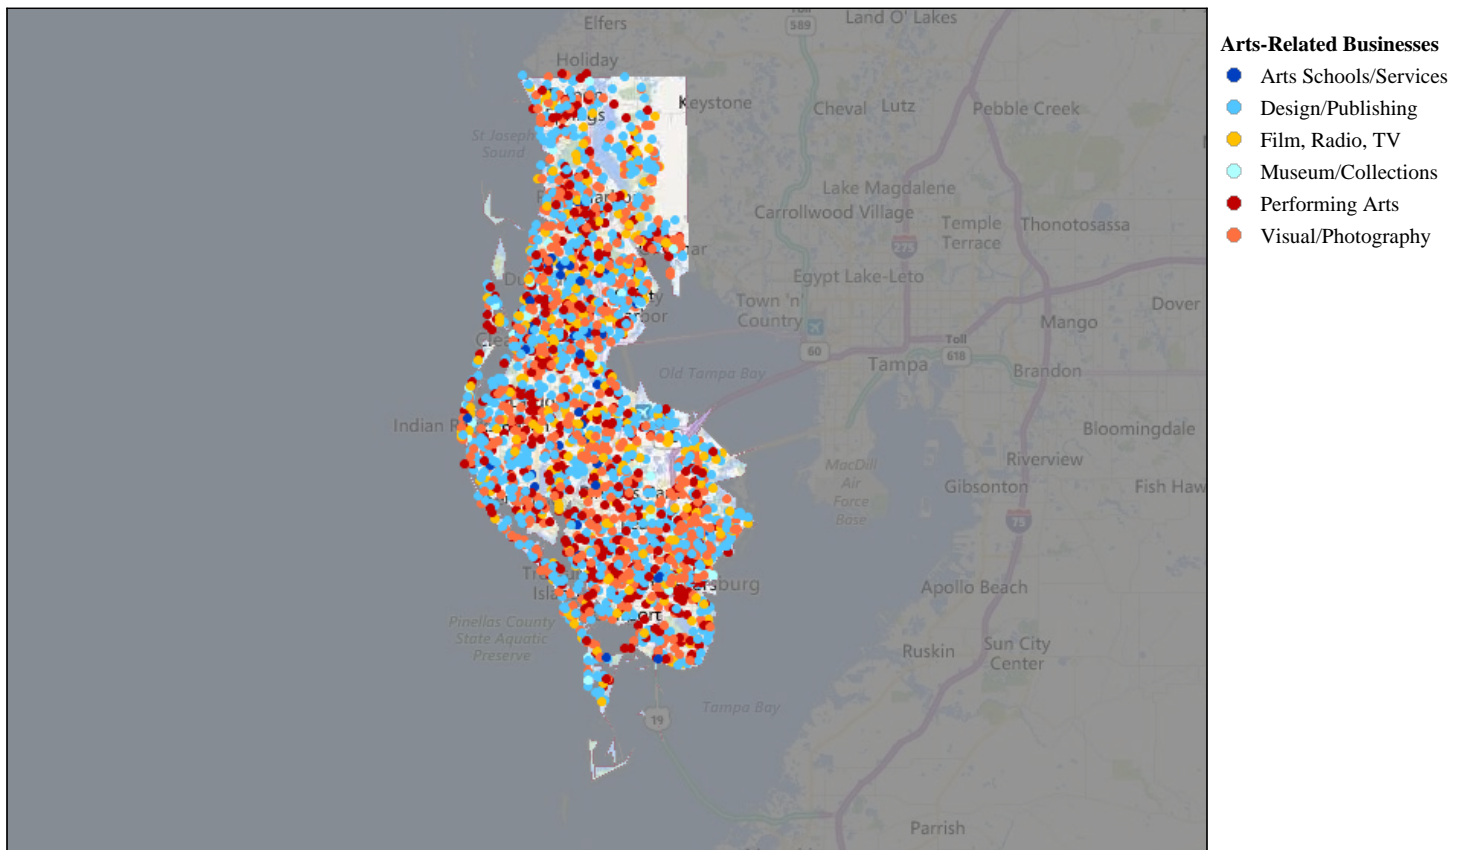 Elfers
Toll
589
Land O' Lakes
Holiday
Keystone
Cheval
Lutz
Pebble Creek
St Joseph
Sound
Lake Magdalene
Carrollwood Village
Temple
Terrace
Thonotosassa
275
Egypt Lake-Leto
Town 'n'
Country
Dover
Mango
60
Toll
618
Tampa
Brandon
Old Tampa Bay
Indian
Bloomingdale
MacDill
Air
Force
Base
Riverview
Gibsonton
Fish Haw
75
Apollo Beach
Pinellas County
State Aquatic
Preserve
Ruskin
Sun City
Center
Tampa Bay
19
Parrish
Arts-Related Businesses
Arts Schools/Services
Design/Publishing
Film, Radio, TV
Museum/Collections
Performing Arts
Visual/Photography